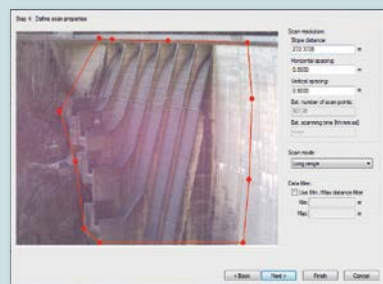 Step 4: Define scan properties
Scan resolution:
Slope distance:
m
Horizontal spacing:
0.5000 m
Vertical spacing:
0.5000 m
Est. number of scan points:
Est. scanning time [hh:mm:ss]:
Scan mode:
Long range
Data filter:
Use Min./Max distance filter
Min: m
Max: m
< Back Next > Finish Cancel